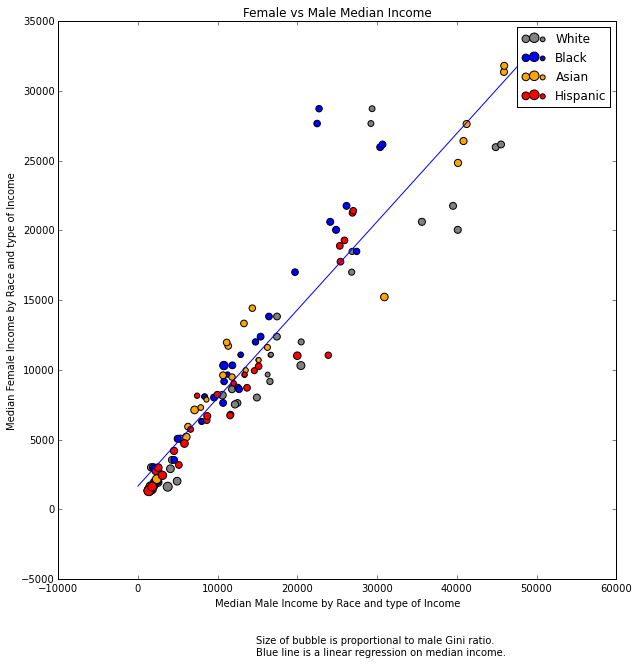 Female vs Male Median Income
35000
30000
25000
20000
15000
10000
5000
0
−5000
Median Female Income by Race and type of Income
White
Black
Asian
Hispanic
−10000 0 10000 20000 30000 40000 50000 60000
Median Male Income by Race and type of Income
Size of bubble is proportional to male Gini ratio.
Blue line is a linear regression on median income.